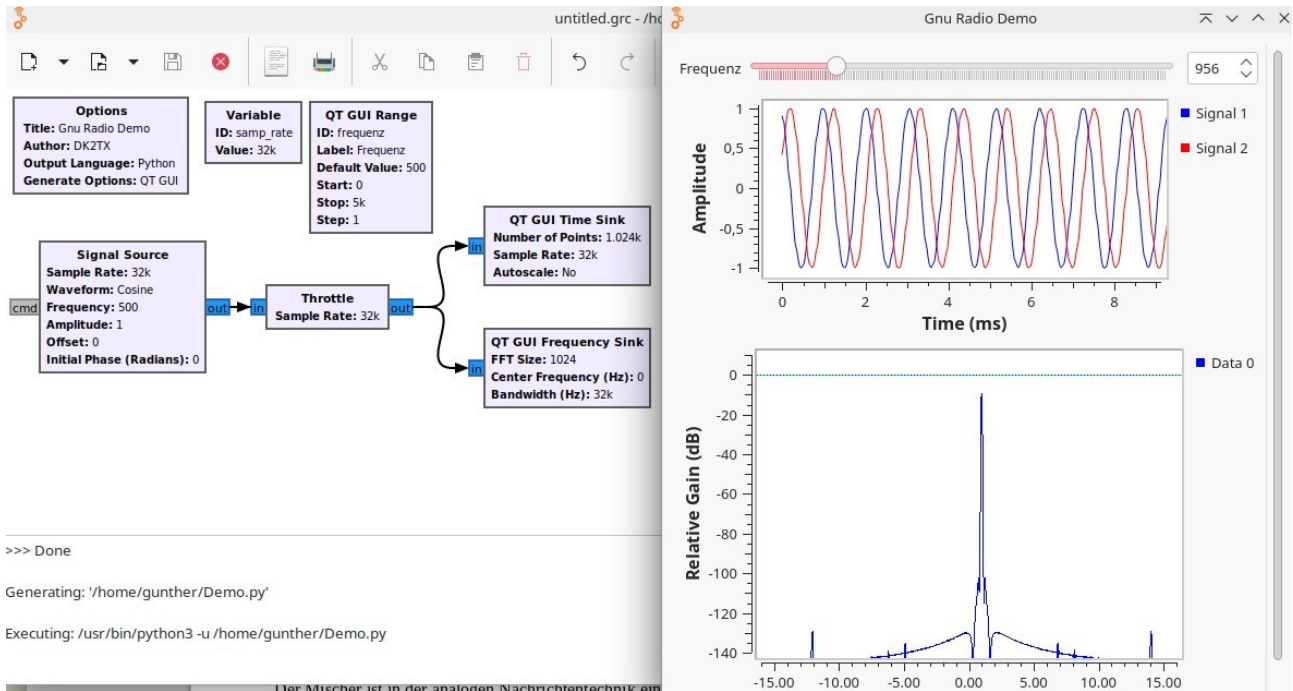 untitled.grc - /ho
Gnu Radio Demo
Options
Title: Gnu Radio Demo
Author: DK2TX
Output Language: Python
Generate Options: QT GUI
Variable
ID: samp_rate
Value: 32k
QT GUI Range
ID: frequenz
Label: Frequenz
Default Value: 500
Start: 0
Stop: 5k
Step: 1
Signal Source
Sample Rate: 32k
Waveform: Cosine
Frequency: 500
Amplitude: 1
Offset: 0
Initial Phase (Radians): 0
cmd
out
in
Throttle
Sample Rate: 32k
out
in
QT GUI Time Sink
Number of Points: 1.024k
Sample Rate: 32k
Autoscale: No
in
QT GUI Frequency Sink
FFT Size: 1024
Center Frequency (Hz): 0
Bandwidth (Hz): 32k
>>> Done
Generating: '/home/gunther/Demo.py'
Executing: /usr/bin/python3 -u /home/gunther/Demo.py
Der Mischer ist in der analogen Nachrichtentechnik ein
Frequenz
956
Amplitude
1
0,5
0
-0,5
-1
0 2 4 6 8
Time (ms)
Signal 1
Signal 2
Relative Gain (dB)
0
-20
-40
-60
-80
-100
-120
-140
-15.00 -10.00 -5.00 0.00 5.00 10.00 15.00
Data 0